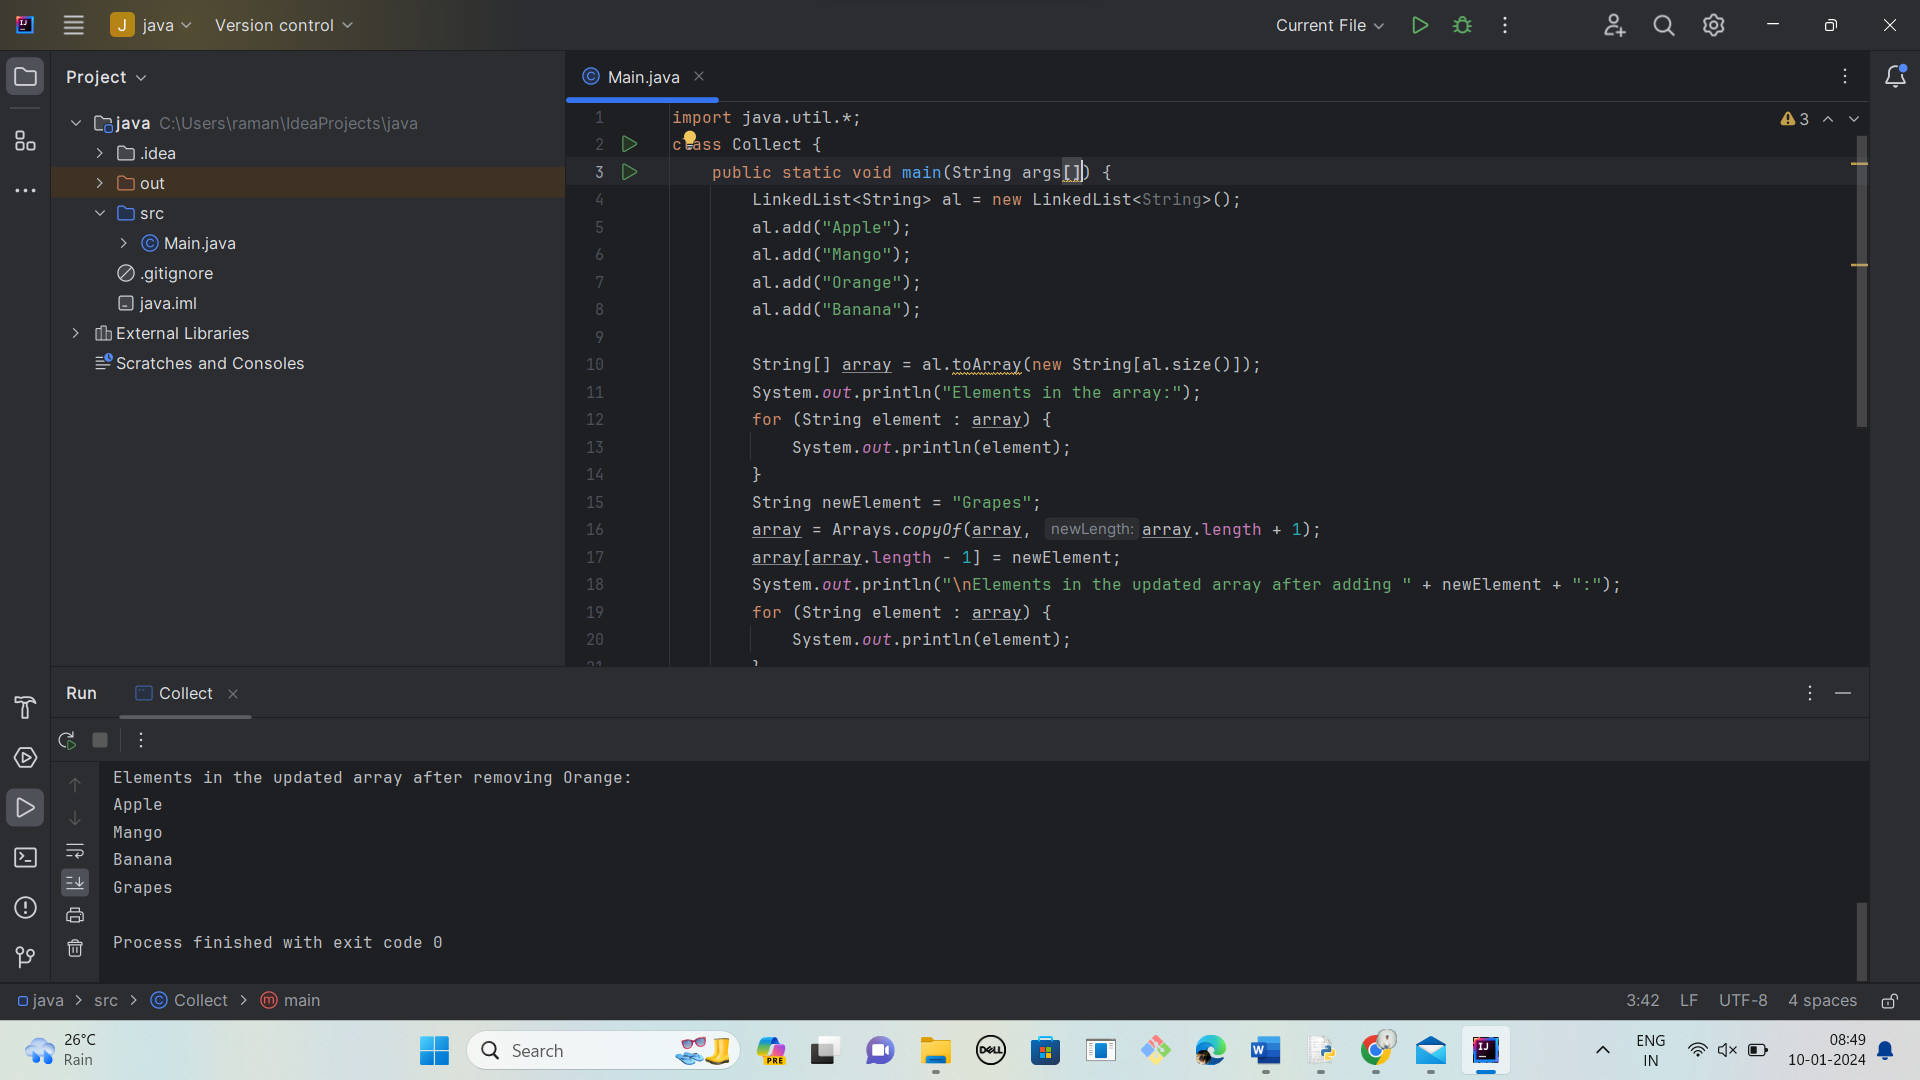 J java Version control Current File
Project
Main.java
java C:\Users\raman\IdeaProjects\java
.idea
out
src
Main.java
.gitignore
java.iml
External Libraries
Scratches and Consoles
3
1 import java.util.*;
2 class Collect {
3 public static void main(String args[]) {
4 LinkedList<String> al = new LinkedList<String>();
5 al.add("Apple");
6 al.add("Mango");
7 al.add("Orange");
8 al.add("Banana");
9
10 String[] array = al.toArray(new String[al.size()]);
11 System.out.println("Elements in the array:");
12 for (String element : array) {
13 System.out.println(element);
14 }
15 String newElement = "Grapes";
16 array = Arrays.copyOf(array, newLength: array.length + 1);
17 array[array.length - 1] = newElement;
18 System.out.println("\nElements in the updated array after adding " + newElement + ":");
19 for (String element : array) {
20 System.out.println(element);
21 }
Run Collect
Elements in the updated array after removing Orange:
Apple
Mango
Banana
Grapes
Process finished with exit code 0
java > src > Collect > main 3:42 LF UTF-8 4 spaces
26°C
Rain
Search
PRE
DELL
ENG
IN
08:49
10-01-2024